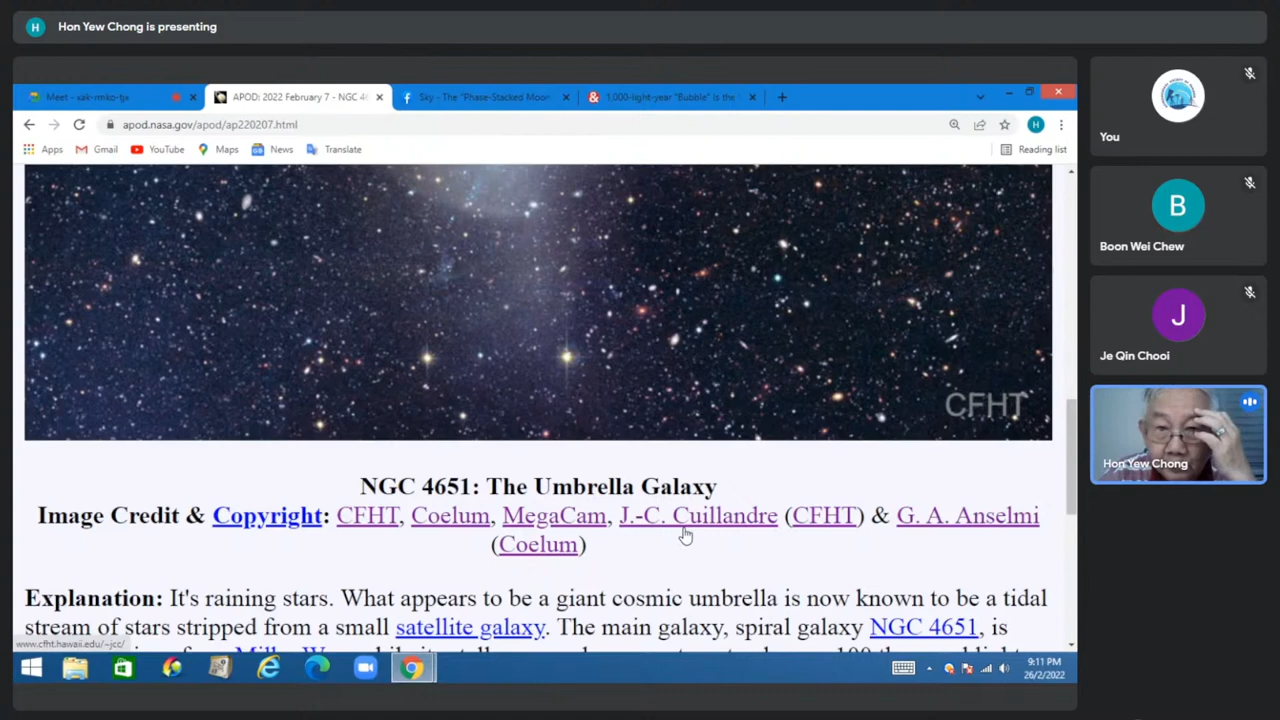 H Hon Yew Chong is presenting
Meet - xak-rmko-tjx
APOD: 2022 February 7 - NGC 4
Sky - The "Phase-Stacked Moon
1,000-light-year "Bubble" Is the
apod.nasa.gov/apod/ap220207.html
H
Apps Gmail YouTube Maps News Translate Reading list
CFHT
NGC 4651: The Umbrella Galaxy
Image Credit & Copyright: CFHT, Coelum, MegaCam, J.-C. Cuillandre (CFHT) & G. A. Anselmi
(Coelum)
Explanation: It's raining stars. What appears to be a giant cosmic umbrella is now known to be a tidal
stream of stars stripped from a small satellite galaxy. The main galaxy, spiral galaxy NGC 4651, is
www.cfht.hawaii.edu/~jcc/
9:11 PM
26/2/2022
You
B
Boon Wei Chew
J
Je Qin Chooi
Hon Yew Chong